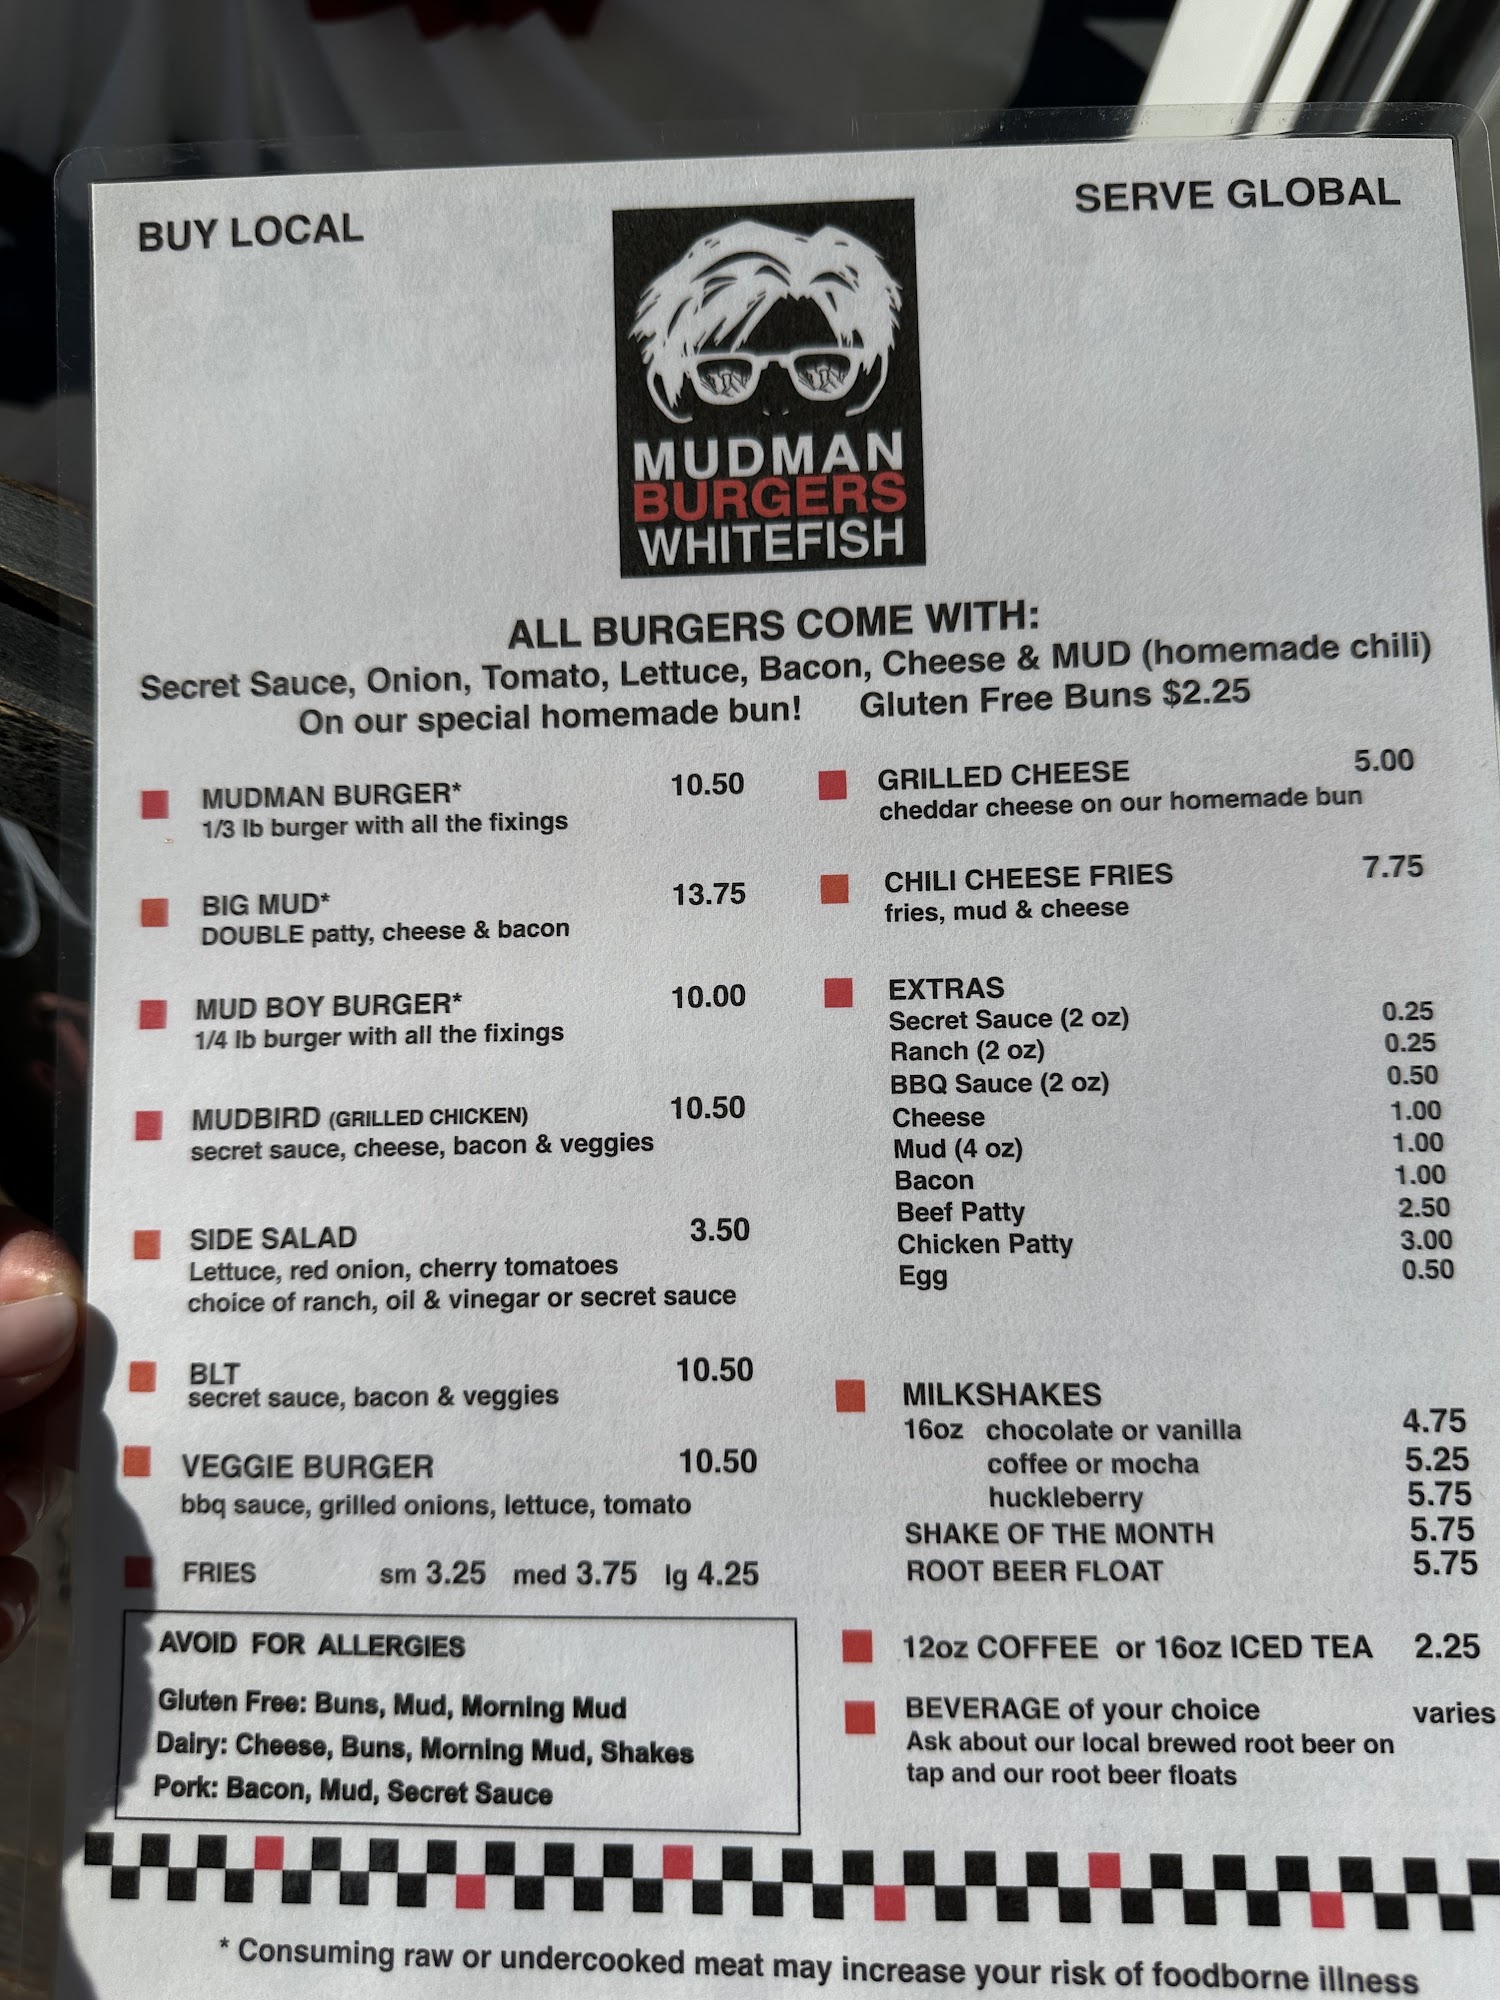 BUY LOCAL
SERVE GLOBAL
MUDMAN
BURGERS
WHITEFISH
ALL BURGERS COME WITH:
Secret Sauce, Onion, Tomato, Lettuce, Bacon, Cheese & MUD (homemade chili)
On our special homemade bun! Gluten Free Buns $2.25
MUDMAN BURGER* 10.50
1/3 lb burger with all the fixings
BIG MUD* 13.75
DOUBLE patty, cheese & bacon
MUD BOY BURGER* 10.00
1/4 lb burger with all the fixings
MUDBIRD (GRILLED CHICKEN) 10.50
secret sauce, cheese, bacon & veggies
SIDE SALAD 3.50
Lettuce, red onion, cherry tomatoes
choice of ranch, oil & vinegar or secret sauce
BLT 10.50
secret sauce, bacon & veggies
VEGGIE BURGER 10.50
bbq sauce, grilled onions, lettuce, tomato
FRIES sm 3.25 med 3.75 lg 4.25
AVOID FOR ALLERGIES
Gluten Free: Buns, Mud, Morning Mud
Dairy: Cheese, Buns, Morning Mud, Shakes
Pork: Bacon, Mud, Secret Sauce
GRILLED CHEESE 5.00
cheddar cheese on our homemade bun
CHILI CHEESE FRIES 7.75
fries, mud & cheese
EXTRAS
Secret Sauce (2 oz) 0.25
Ranch (2 oz) 0.25
BBQ Sauce (2 oz) 0.50
Cheese 1.00
Mud (4 oz) 1.00
Bacon 1.00
Beef Patty 2.50
Chicken Patty 3.00
Egg 0.50
MILKSHAKES
16oz chocolate or vanilla 4.75
coffee or mocha 5.25
huckleberry 5.75
SHAKE OF THE MONTH 5.75
ROOT BEER FLOAT 5.75
12oz COFFEE or 16oz ICED TEA 2.25
BEVERAGE of your choice varies
Ask about our local brewed root beer on
tap and our root beer floats
* Consuming raw or undercooked meat may increase your risk of foodborne illness